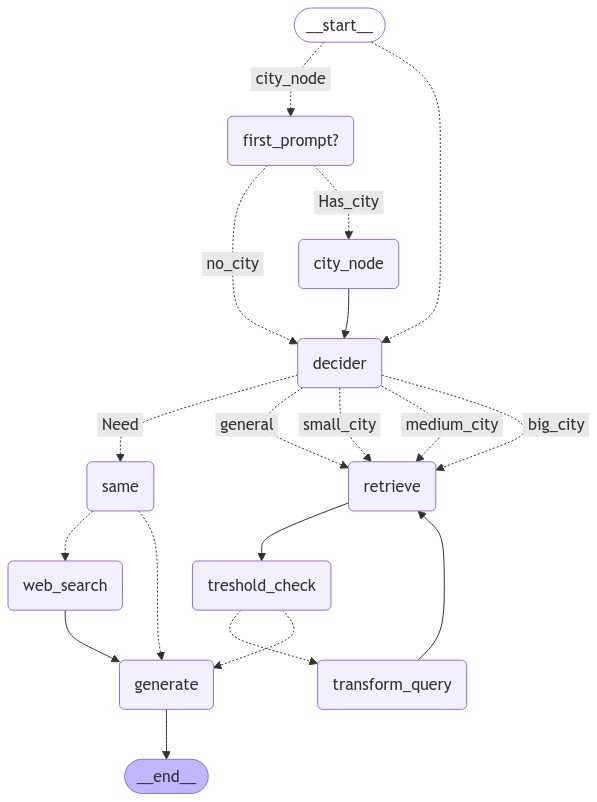 __start__
city_node
first_prompt?
Has_city
no_city
city_node
decider
Need
general
small_city
medium_city
big_city
same
retrieve
web_search
treshold_check
generate
transform_query
__end__